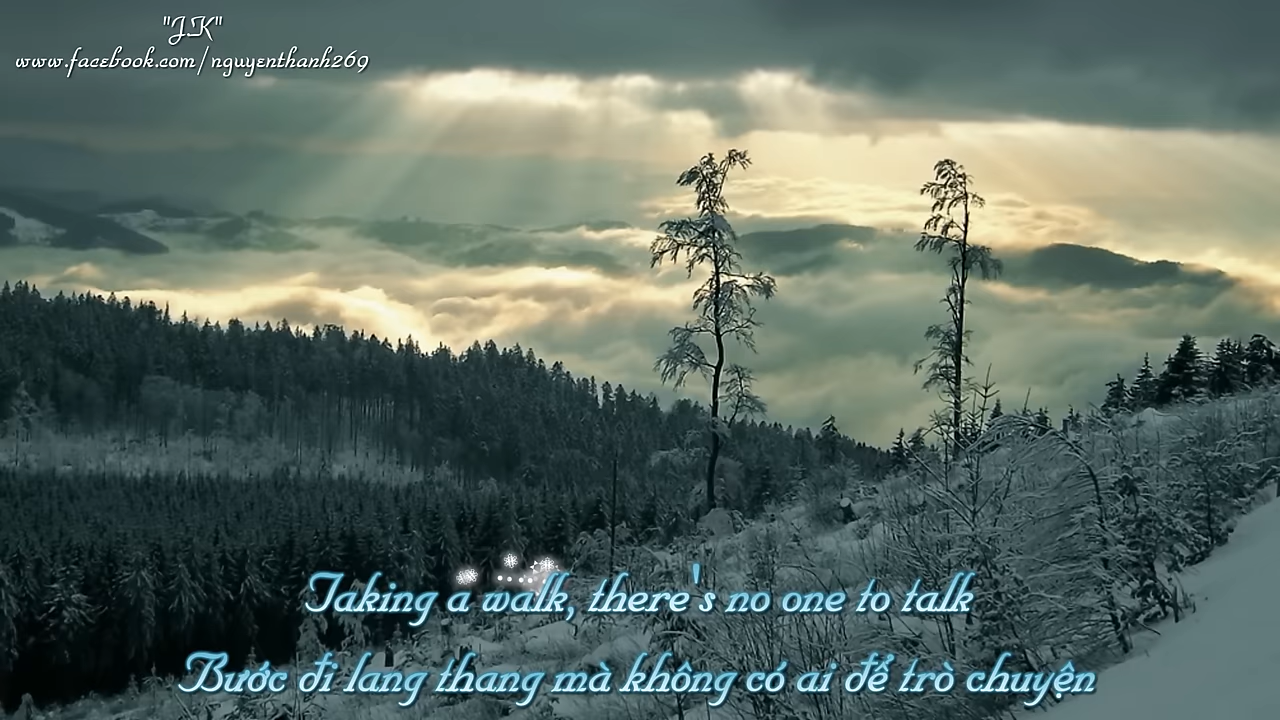 "J.K"
www.facebook.com/nguyenthanh269
Taking a walk, there's no one to talk
Bước đi lang thang mà không có ai để trò chuyện